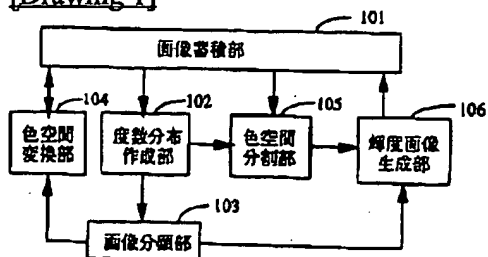 [Drawing 1]
101
画像蓄積部
104
102
105
106
色空間
変換部
度数分布
作成部
色空間
分割部
輝度画像
生成部
103
画像分類部